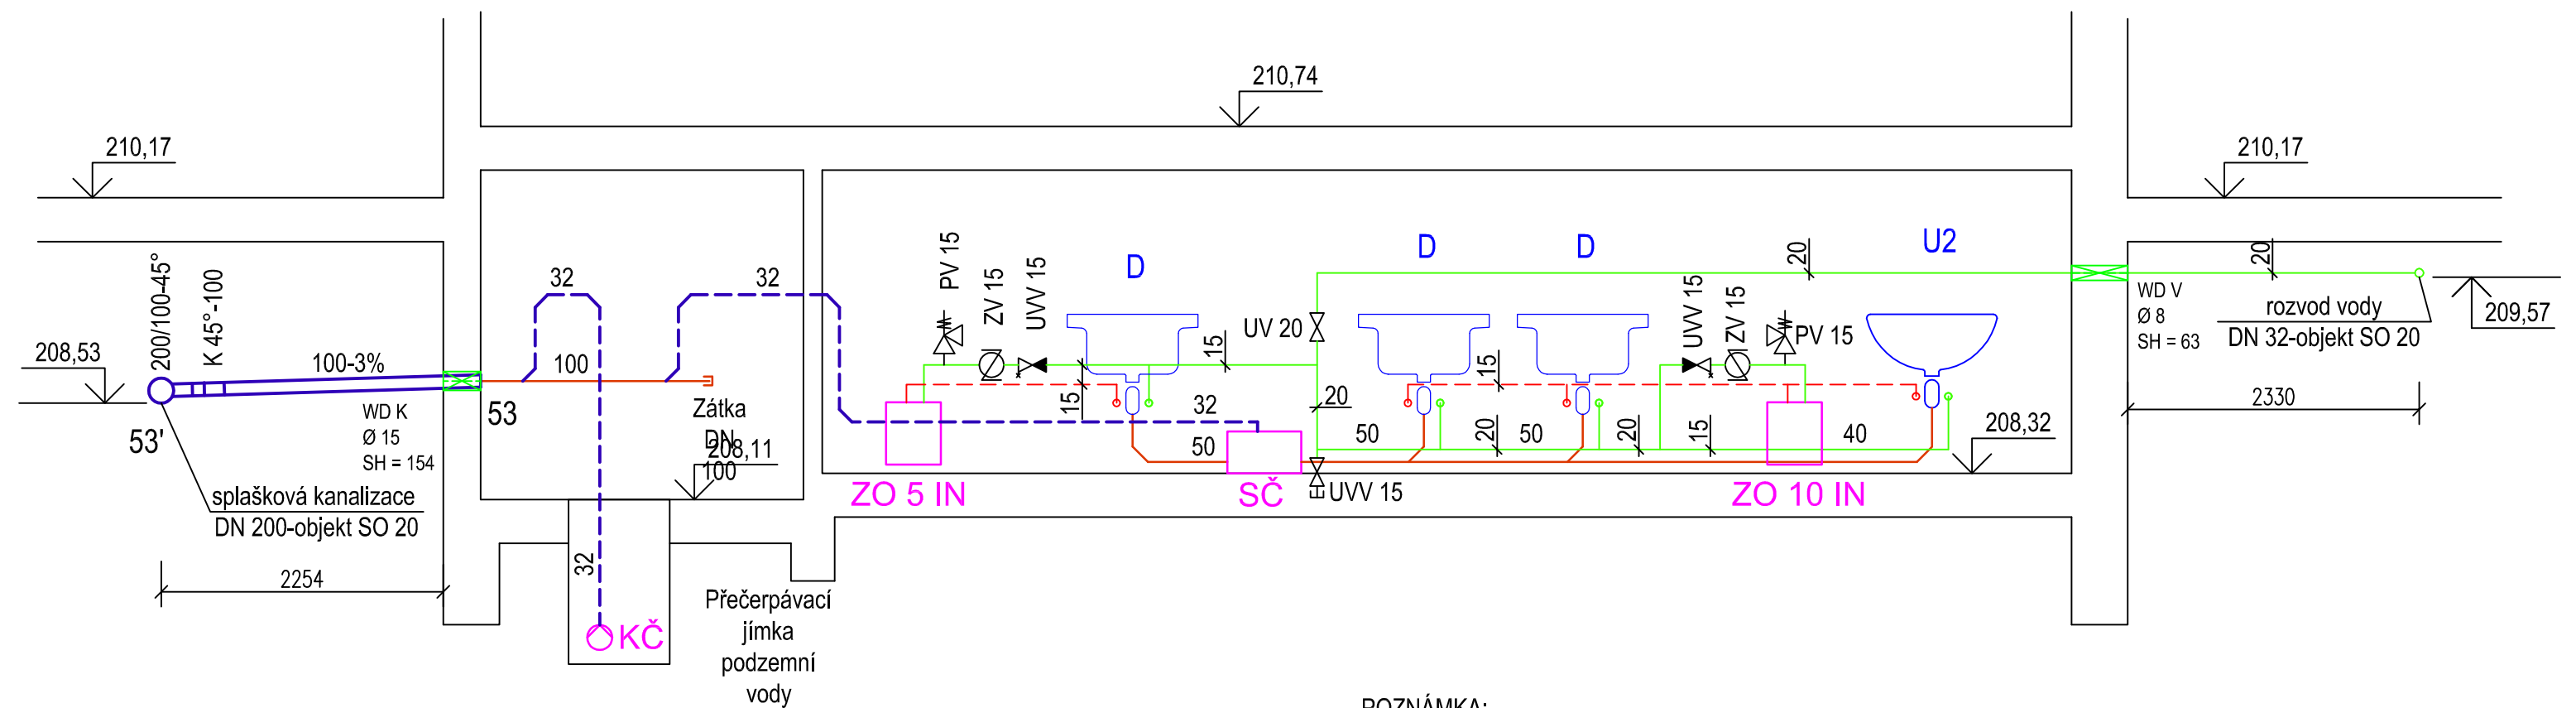 210,74
210,17
210,17
200/100-45°
K 45°-100
208,53
100-3%
53'
WD K
Ø 15
SH = 154
53
splašková kanalizace
DN 200-objekt SO 20
2254
32
32
100
Zátka
DN
100
208,11
32
KČ
Přečerpávací
jímka
podzemní
vody
PV 15
ZV 15
UVV 15
D
15
15
32
50
ZO 5 IN
SČ
UV 20
20
UVV 15
D
D
U2
20
15
50
20
50
20
15
40
UVV 15
ZV 15
PV 15
ZO 10 IN
208,32
20
WD V
Ø 8
SH = 63
rozvod vody
DN 32-objekt SO 20
209,57
2330
POZNÁMKA: